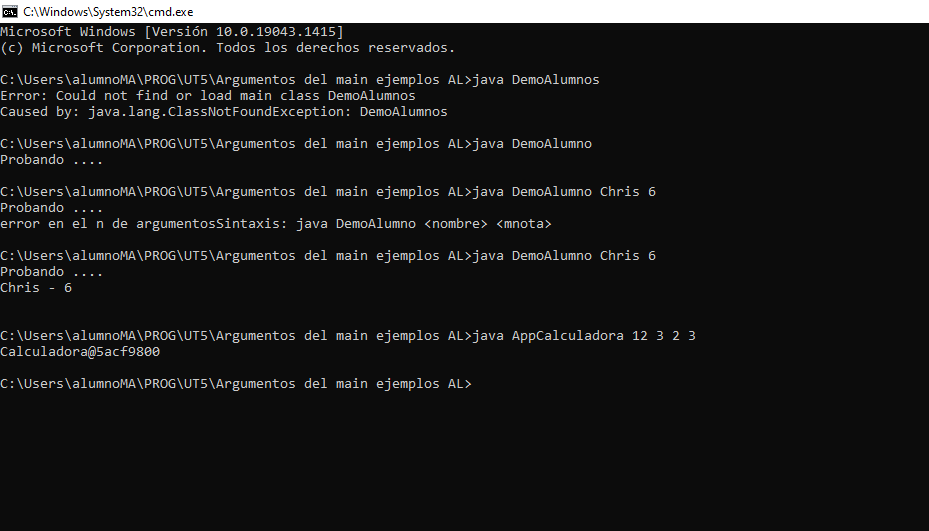 C:\Windows\System32\cmd.exe
Microsoft Windows [Versión 10.0.19043.1415]
(c) Microsoft Corporation. Todos los derechos reservados.
C:\Users\alumnoMA\PROG\UT5\Argumentos del main ejemplos AL>java DemoAlumnos
Error: Could not find or load main class DemoAlumnos
Caused by: java.lang.ClassNotFoundException: DemoAlumnos
C:\Users\alumnoMA\PROG\UT5\Argumentos del main ejemplos AL>java DemoAlumno
Probando ....
C:\Users\alumnoMA\PROG\UT5\Argumentos del main ejemplos AL>java DemoAlumno Chris 6
Probando ....
error en el n de argumentosSintaxis: java DemoAlumno <nombre> <mnota>
C:\Users\alumnoMA\PROG\UT5\Argumentos del main ejemplos AL>java DemoAlumno Chris 6
Probando ....
Chris - 6
C:\Users\alumnoMA\PROG\UT5\Argumentos del main ejemplos AL>java AppCalculadora 12 3 2 3
Calculadora@5acf9800
C:\Users\alumnoMA\PROG\UT5\Argumentos del main ejemplos AL>